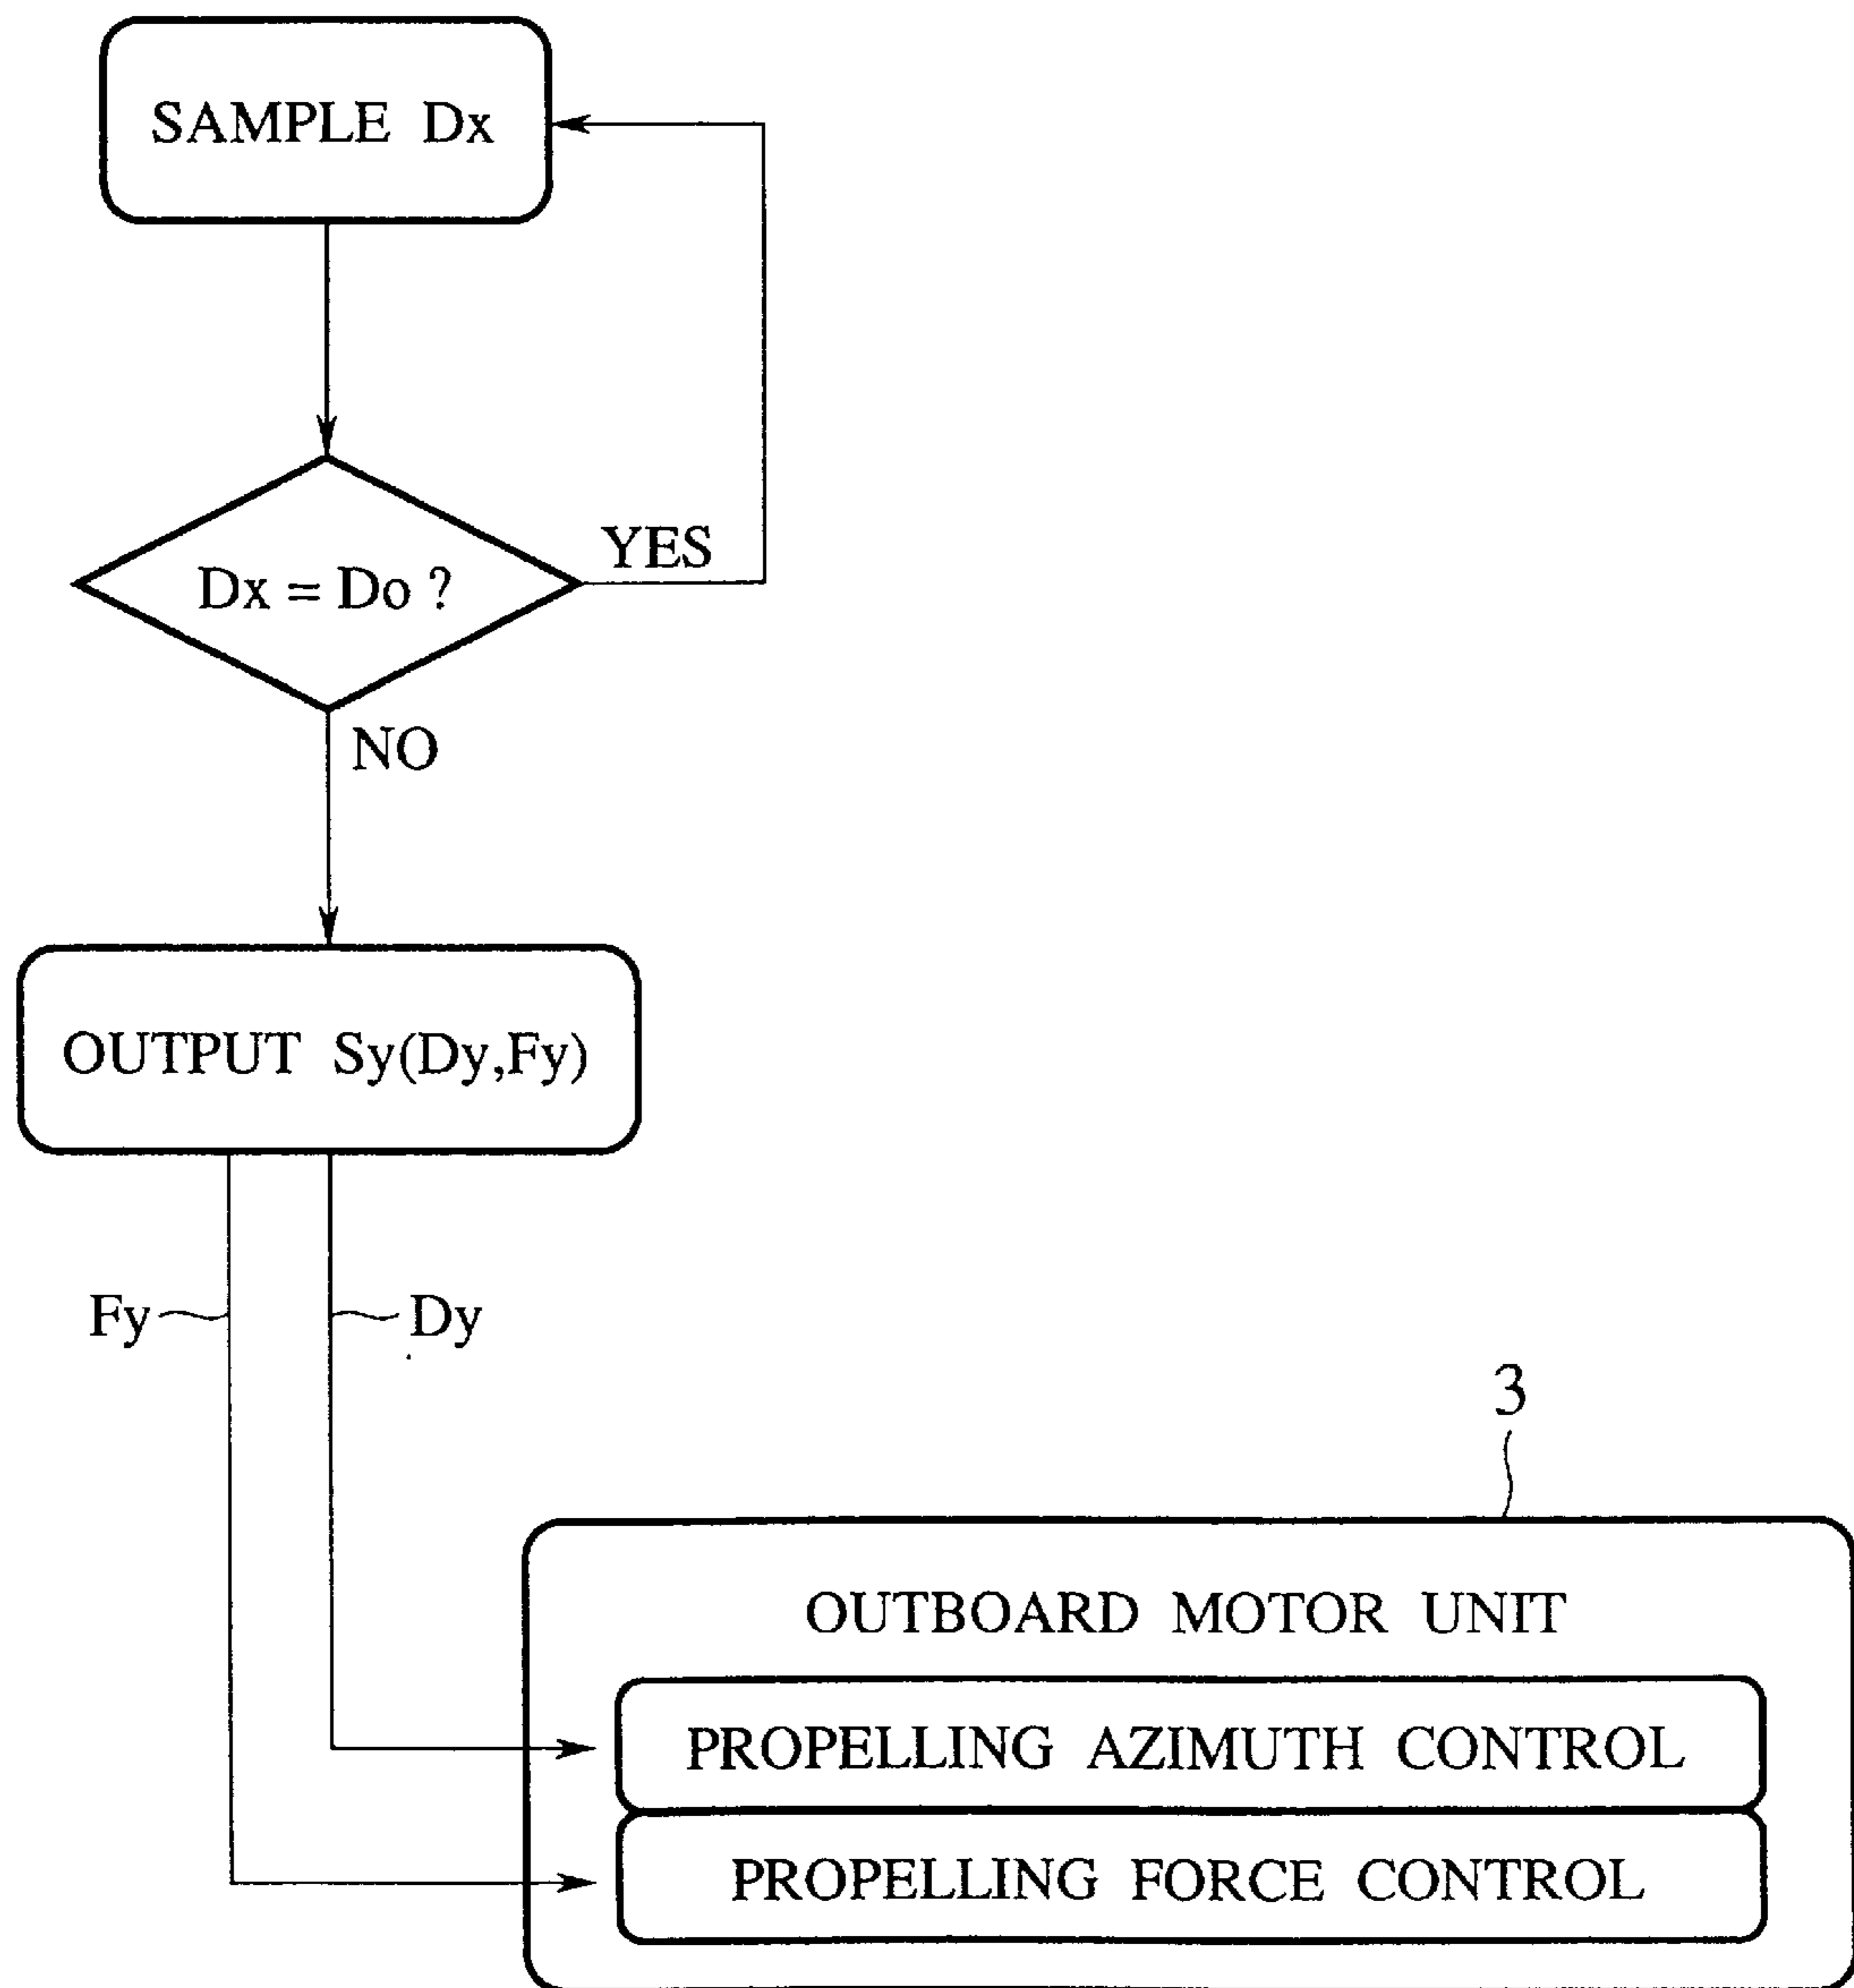 SAMPLE Dx
YES
Dx = Do ?
NO
OUTPUT Sy(Dy,Fy)
Fy
Dy
3
OUTBOARD MOTOR UNIT
PROPELLING AZIMUTH CONTROL
PROPELLING FORCE CONTROL